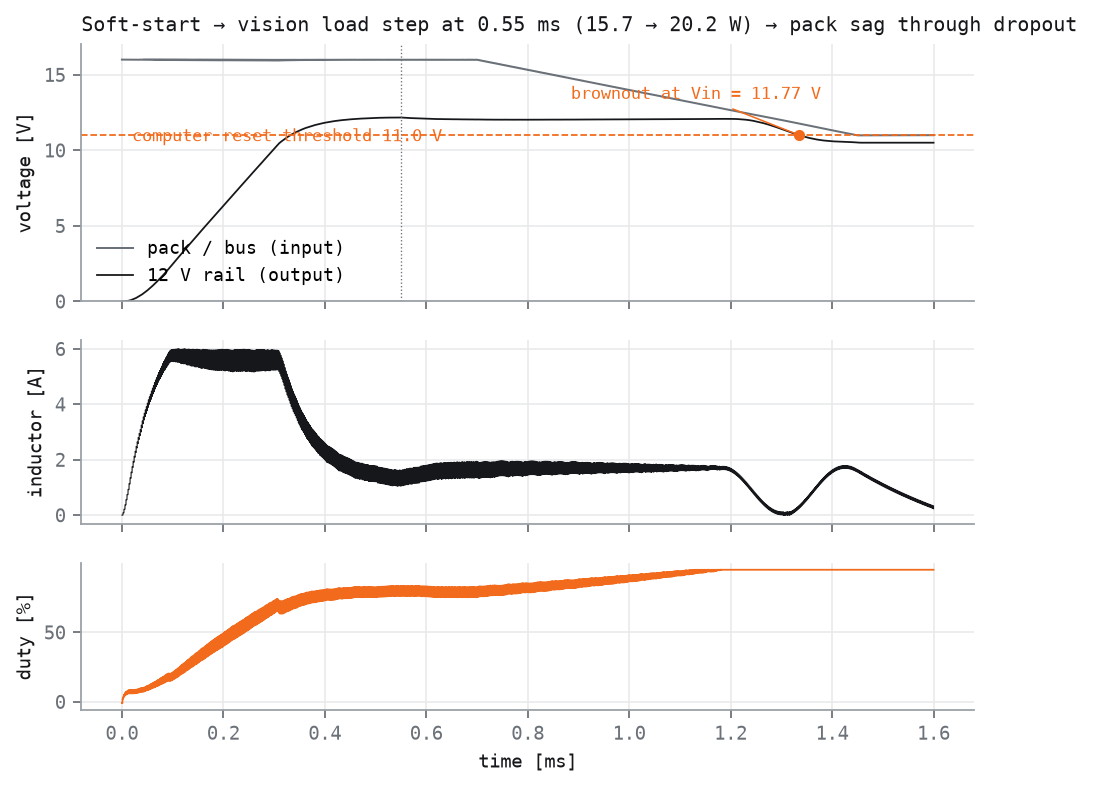 Soft-start → vision load step at 0.55 ms (15.7 → 20.2 W) → pack sag through dropout
voltage [V]
15
10
5
0
brownout at Vin = 11.77 V
computer reset threshold 11.0 V
pack / bus (input)
12 V rail (output)
inductor [A]
6
4
2
0
duty [%]
50
0
0.0 0.2 0.4 0.6 0.8 1.0 1.2 1.4 1.6
time [ms]